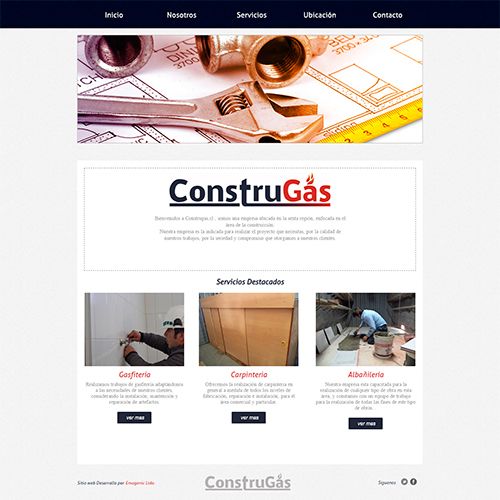 Inicio Nosotros Servicios Ubicación Contacto
3700
DINI
3700
ConstruGas
Bienvenidos a Construgas.cl , somos una empresa ubicada en la sexta región, enfocada en el
área de la construcción.
Nuestra empresa es la indicada para realizar el proyecto que necesitas, por la calidad de
nuestros trabajos, por la seriedad y compromiso que otorgamos a nuestros clientes.
Servicios Destacados
Gasfiteria
Realizamos trabajos de gasfiteria adaptandonos
a las necesidades de nuestros clientes,
considerando la instalación, mantención y
reparación de artefactos.
ver mas
Carpinteria
Ofrecemos la realización de carpinteria en
general a medida de todos los niveles de
fabricación, reparación e instalación, para el
área comercial y particular.
ver mas
Albañilería
Nuestra empresa esta capacitada para la
realización de cualquier tipo de obra en esta
área, y contamos con un equipo de trabajo
para la realización de todas las fases de este tipo
de obras.
ver mas
Sitio web Desarrollo por Emagenic Ltda.
ConstruGas
Siguenos